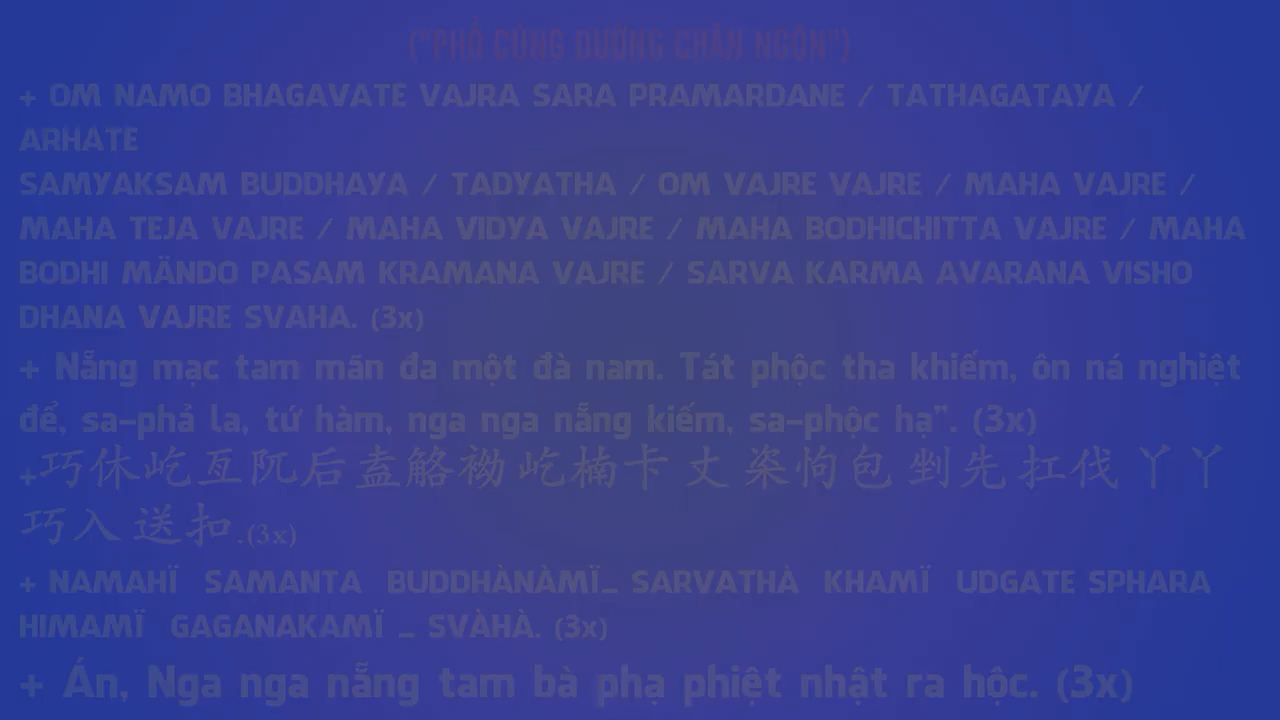 ("PHỔ CÚNG DƯỜNG CHÂN NGÔN")
+ OM NAMO BHAGAVATE VAJRA SARA PRAMARDANE / TATHAGATAYA /
ARHATE
SAMYAKSAM BUDDHAYA / TADYATHA / OM VAJRE VAJRE / MAHA VAJRE /
MAHA TEJA VAJRE / MAHA VIDYA VAJRE / MAHA BODHICHITTA VAJRE / MAHA
BODHI MÄNDO PASAM KRAMANA VAJRE / SARVA KARMA AVARANA VISHO
DHANA VAJRE SVAHA. (3x)
+ Nẵng mạc tam mãn đa một đà nam. Tát phộc tha khiếm, ôn ná nghiệt
để, sa-phả la, tứ hàm, nga nga nẵng kiếm, sa-phộc hạ”. (3x)
+巧休屹亙阢后盍觡袎 屹楠卡 丈 栥怐包 剉先 扛伐 丫丫
巧入 送扣.(3x)
+ NAMAHÏ SAMANTA BUDDHÀNÀMÏ_ SARVATHÀ KHAMÏ UDGATE SPHARA
HIMAMÏ GAGANAKAMÏ _ SVÀHÀ. (3x)
+ Án, Nga nga nẵng tam bà phạ phiệt nhật ra hộc. (3x)